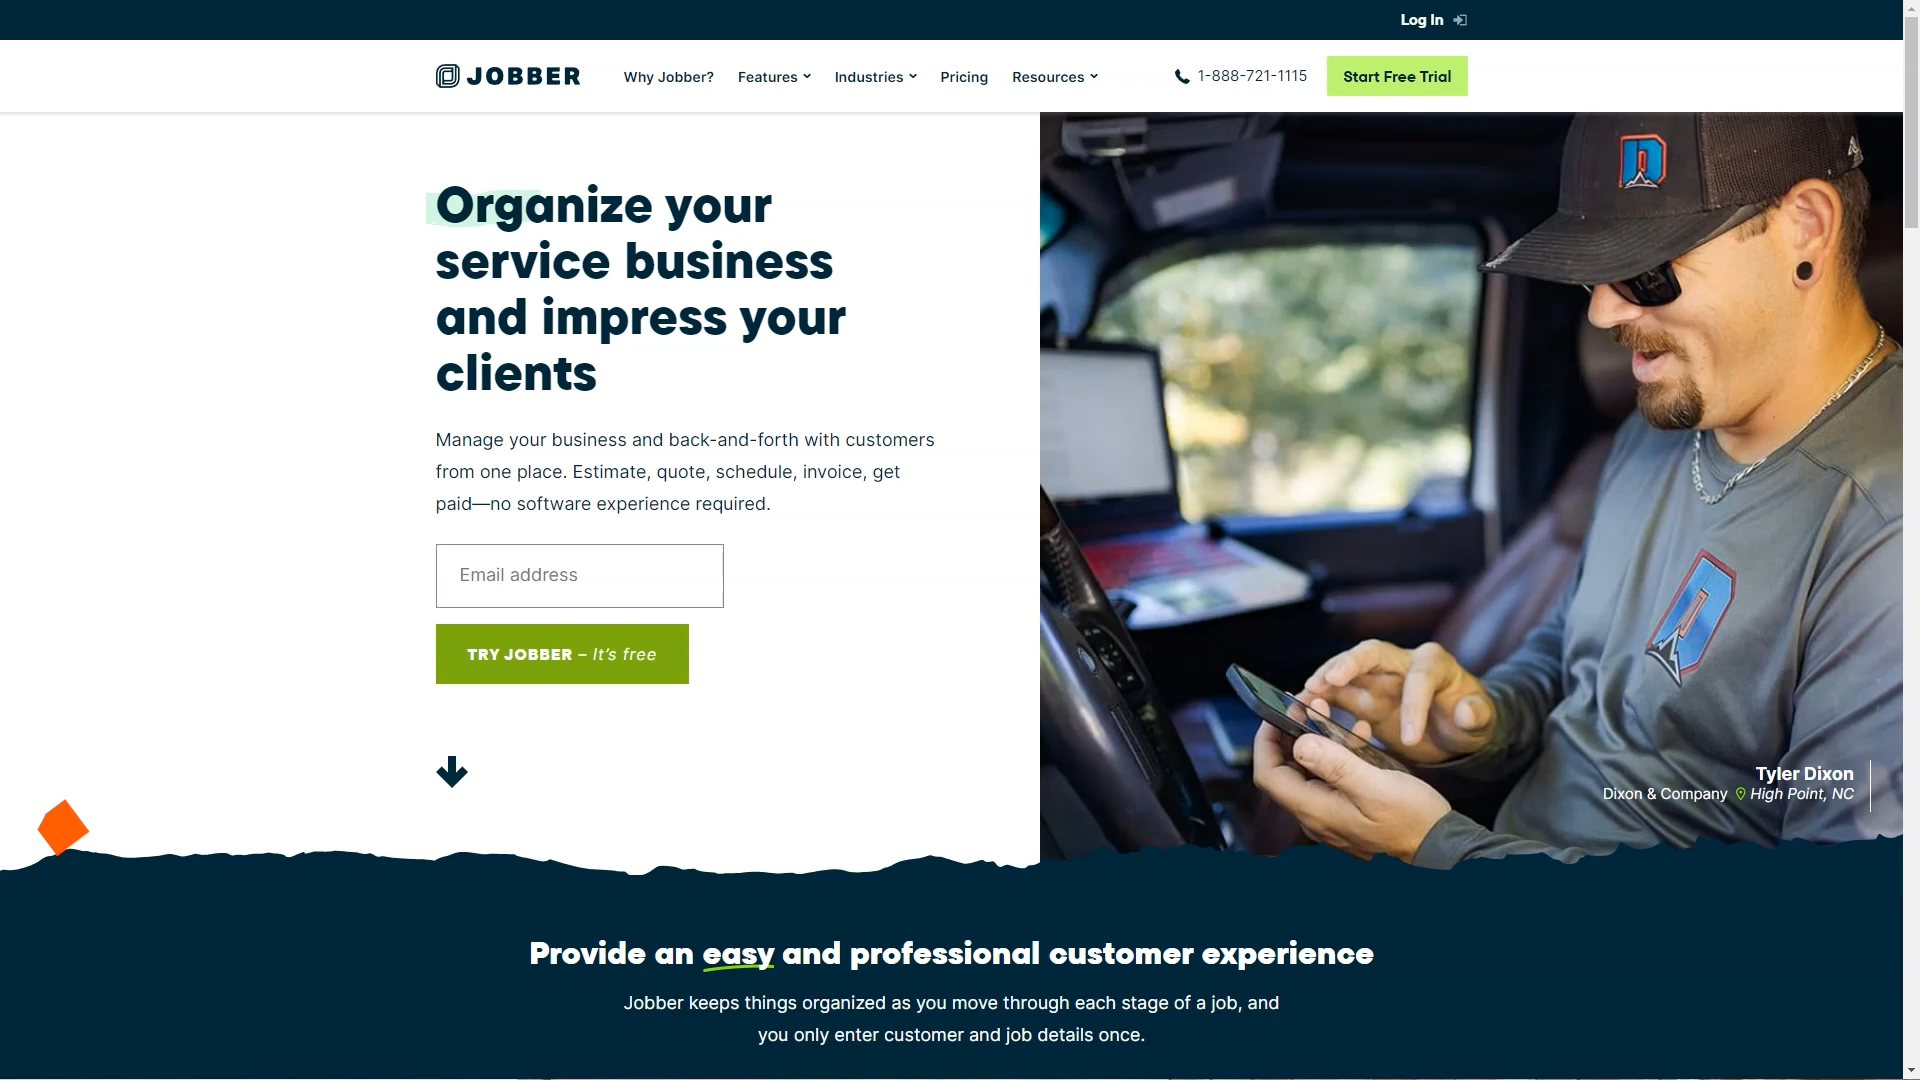 Log In
JOBBER
Why Jobber? Features Industries Pricing Resources 1-888-721-1115 Start Free Trial
Organize your
service business
and impress your
clients
Manage your business and back-and-forth with customers
from one place. Estimate, quote, schedule, invoice, get
paid—no software experience required.
Email address
TRY JOBBER – It's free
Tyler Dixon
Dixon & Company High Point, NC
Provide an easy and professional customer experience
Jobber keeps things organized as you move through each stage of a job, and
you only enter customer and job details once.